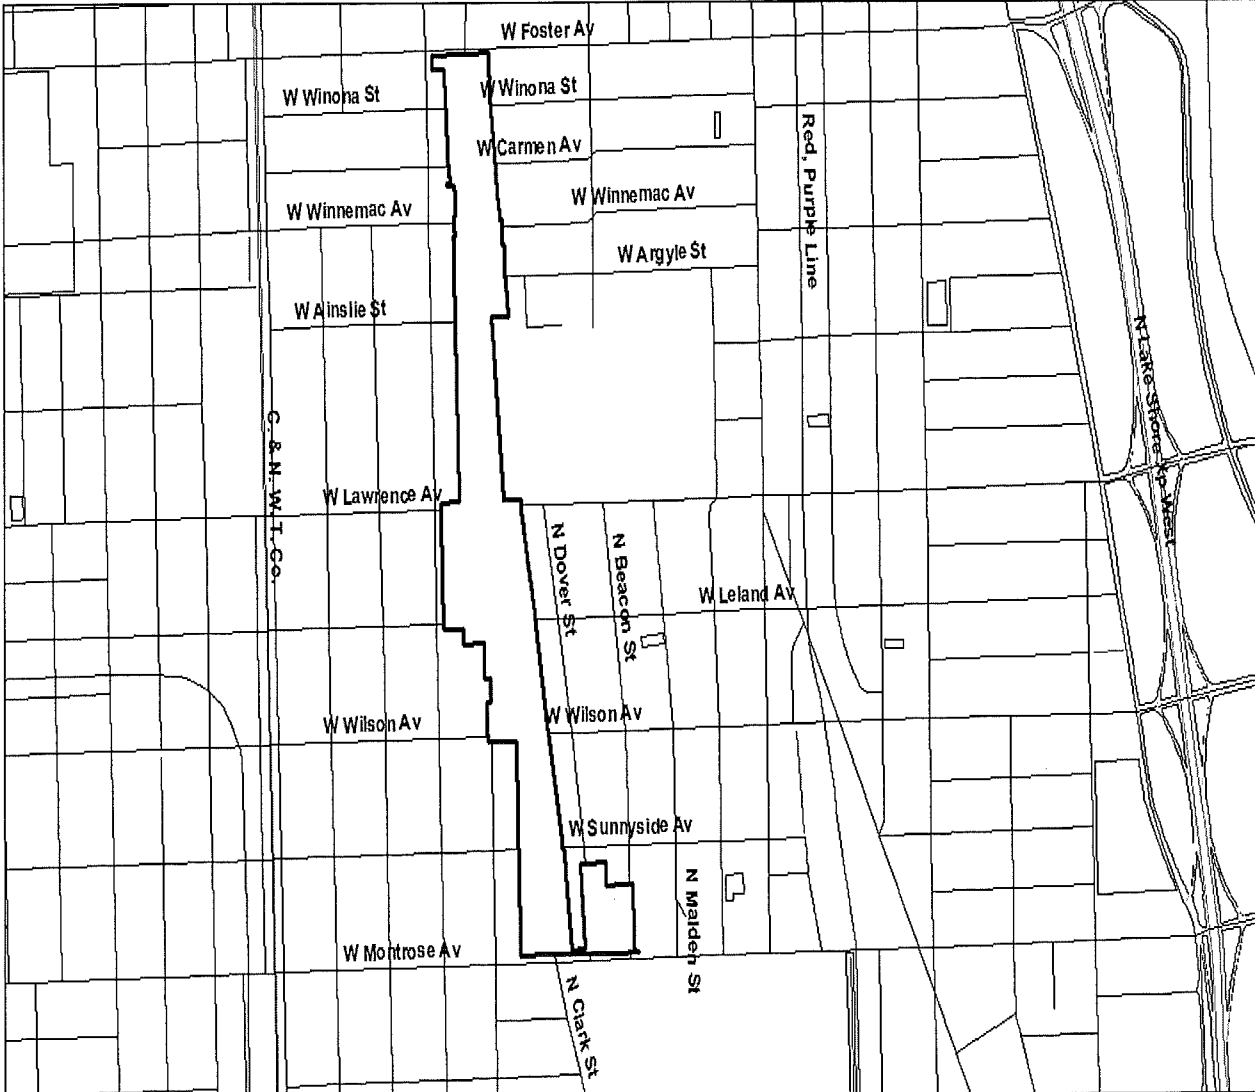 W Foster Av
W Winona St
W Winona St
W Carmen Av
W Winnemac Av
W Winnemac Av
W Argyle St
Red, Purple Line
W Ainslie St
N Lake Shore Xp West
C. & N. W. T. Co.
W Lawrence Av
N Dover St
N Beacon St
W Leland Av
W Wilson Av
W Wilson Av
W Sunnyside Av
N Malden St
W Montrose Av
N Clark St